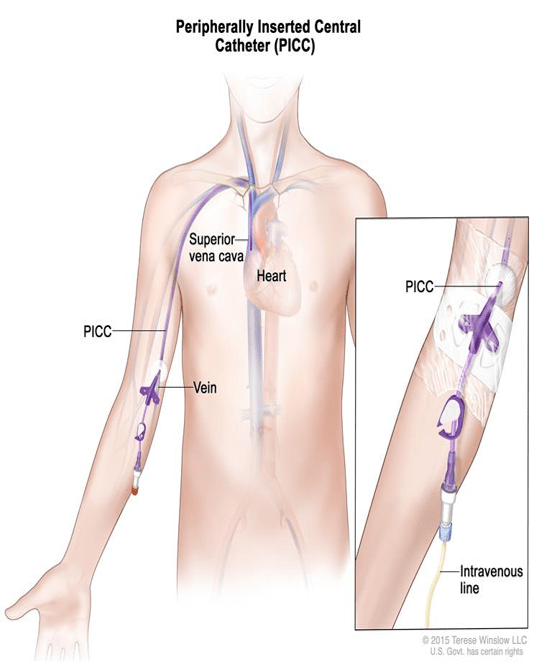 Peripherally Inserted Central
Catheter (PICC)
Superior
vena cava
Heart
PICC
Vein
PICC
Intravenous
line
© 2015 Terese Winslow LLC
U.S. Govt. has certain rights